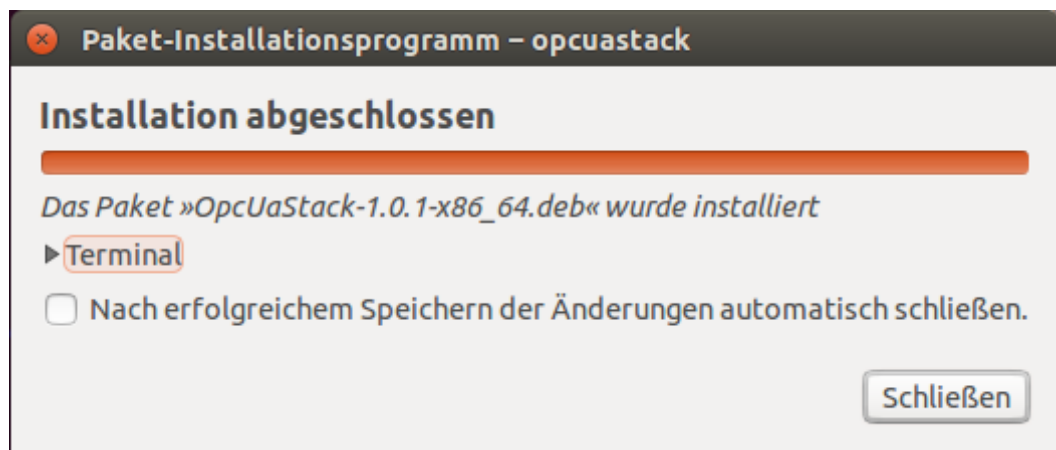 Paket-Installationsprogramm – opcuastack
Installation abgeschlossen
Das Paket »OpcUaStack-1.0.1-x86_64.deb« wurde installiert
Terminal
Nach erfolgreichem Speichern der Änderungen automatisch schließen.
Schließen